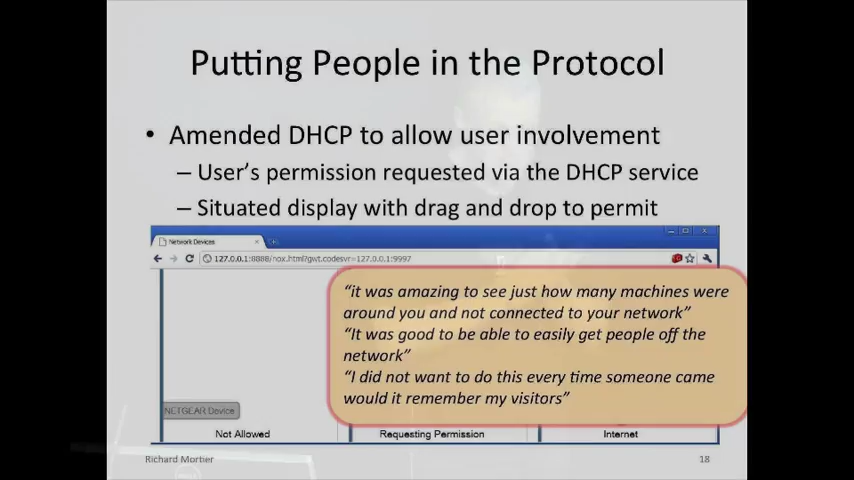 Putting People in the Protocol
• Amended DHCP to allow user involvement
– User's permission requested via the DHCP service
– Situated display with drag and drop to permit
Network Devices
127.0.0.1:8888/nox.html?gwt.codesvr=127.0.0.1:9997
“it was amazing to see just how many machines were
around you and not connected to your network”
“It was good to be able to easily get people off the
network”
“I did not want to do this every time someone came
would it remember my visitors”
NETGEAR Device
Not Allowed
Requesting Permission
Internet
Richard Mortier
18